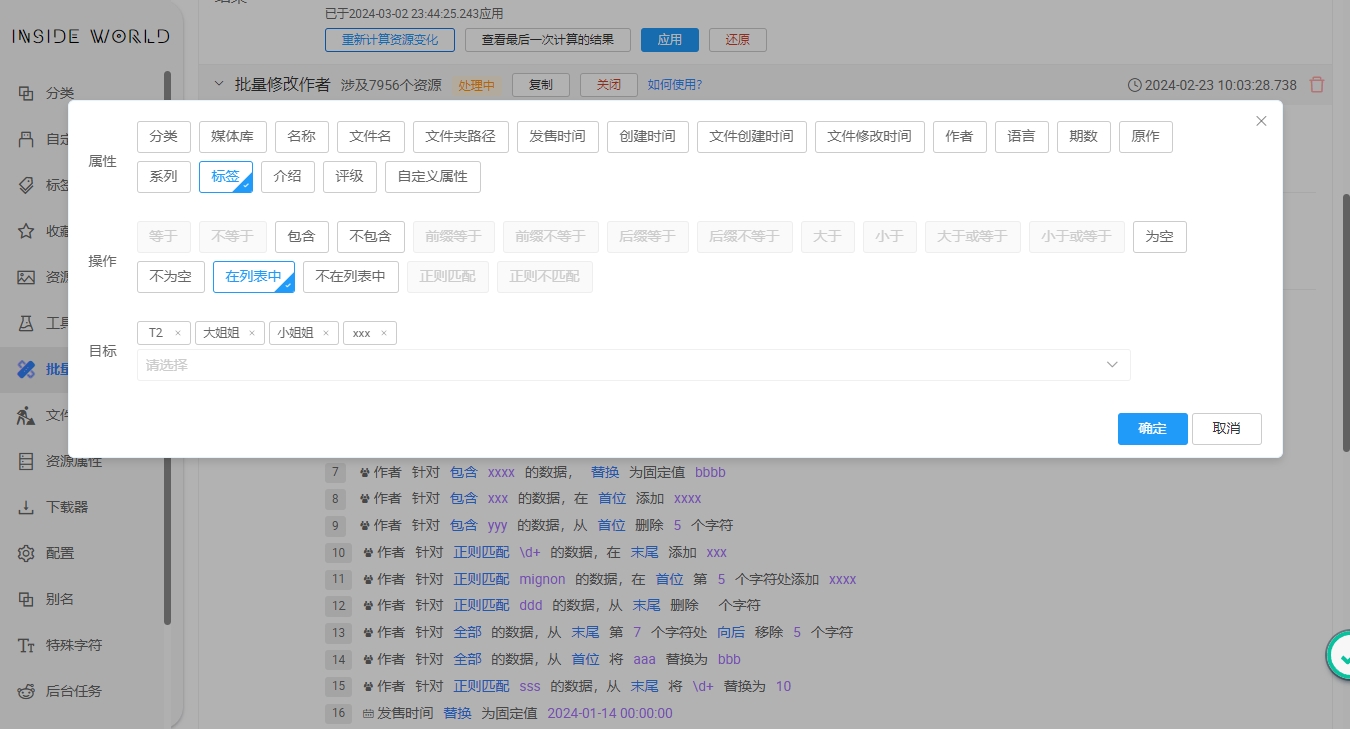 INSIDE WORLD
已于2024-03-02 23:44:25.243应用
重新计算资源变化 查看最后一次计算的结果 应用 还原
批量修改作者 涉及7956个资源 处理中 复制 关闭 如何使用? 2024-02-23 10:03:28.738
分类
自定
标签
收藏
资源
工具
批量
文件
资源属性
下载器
配置
别名
特殊字符
后台任务
属性
分类 媒体库 名称 文件名 文件夹路径 发售时间 创建时间 文件创建时间 文件修改时间 作者 语言 期数 原作
系列 标签 介绍 评级 自定义属性
操作
等于 不等于 包含 不包含 前缀等于 前缀不等于 后缀等于 后缀不等于 大于 小于 大于或等于 小于或等于 为空
不为空 在列表中 不在列表中 正则匹配 正则不匹配
目标
T2 × 大姐姐 × 小姐姐 × xxx ×
请选择
确定 取消
7 作者 针对 包含 xxxx 的数据， 替换 为固定值 bbbb
8 作者 针对 包含 xxx 的数据，在 首位 添加 xxxx
9 作者 针对 包含 yyy 的数据，从 首位 删除 5 个字符
10 作者 针对 正则匹配 \d+ 的数据，在 末尾 添加 xxx
11 作者 针对 正则匹配 mignon 的数据，在 首位 第 5 个字符处添加 xxxx
12 作者 针对 正则匹配 ddd 的数据，从 末尾 删除 个字符
13 作者 针对 全部 的数据，从 末尾 第 7 个字符处 向后 移除 5 个字符
14 作者 针对 全部 的数据，从 首位 将 aaa 替换为 bbb
15 作者 针对 正则匹配 sss 的数据，从 末尾 将 \d+ 替换为 10
16 发售时间 替换 为固定值 2024-01-14 00:00:00